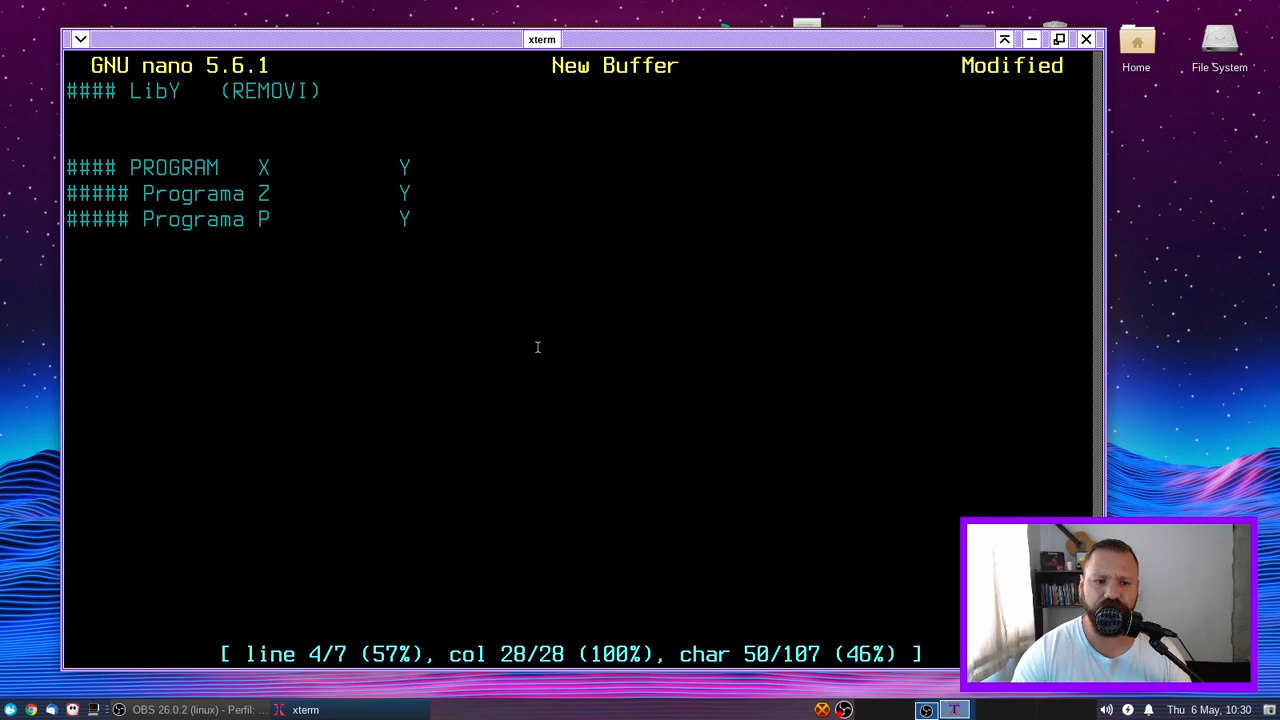 xterm
Home
File System
GNU nano 5.6.1 New Buffer Modified
#### LibY (REMOVI)
#### PROGRAM X Y
##### Programa Z Y
##### Programa P Y
[ line 4/7 (57%), col 28/28 (100%), char 50/107 (46%) ]
OBS 26.0.2 (linux) - Perfil: ... xterm Thu 6 May, 10:30